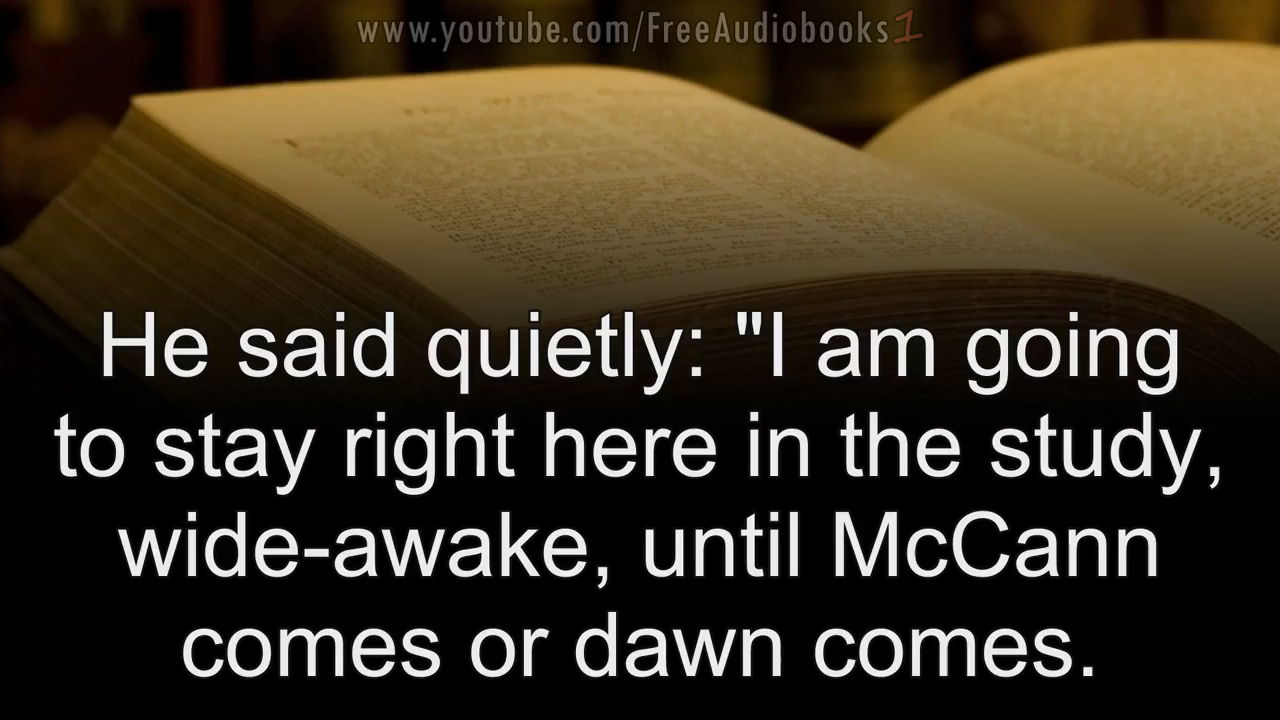 www.youtube.com/FreeAudiobooks1
He said quietly: "I am going
to stay right here in the study,
wide-awake, until McCann
comes or dawn comes.